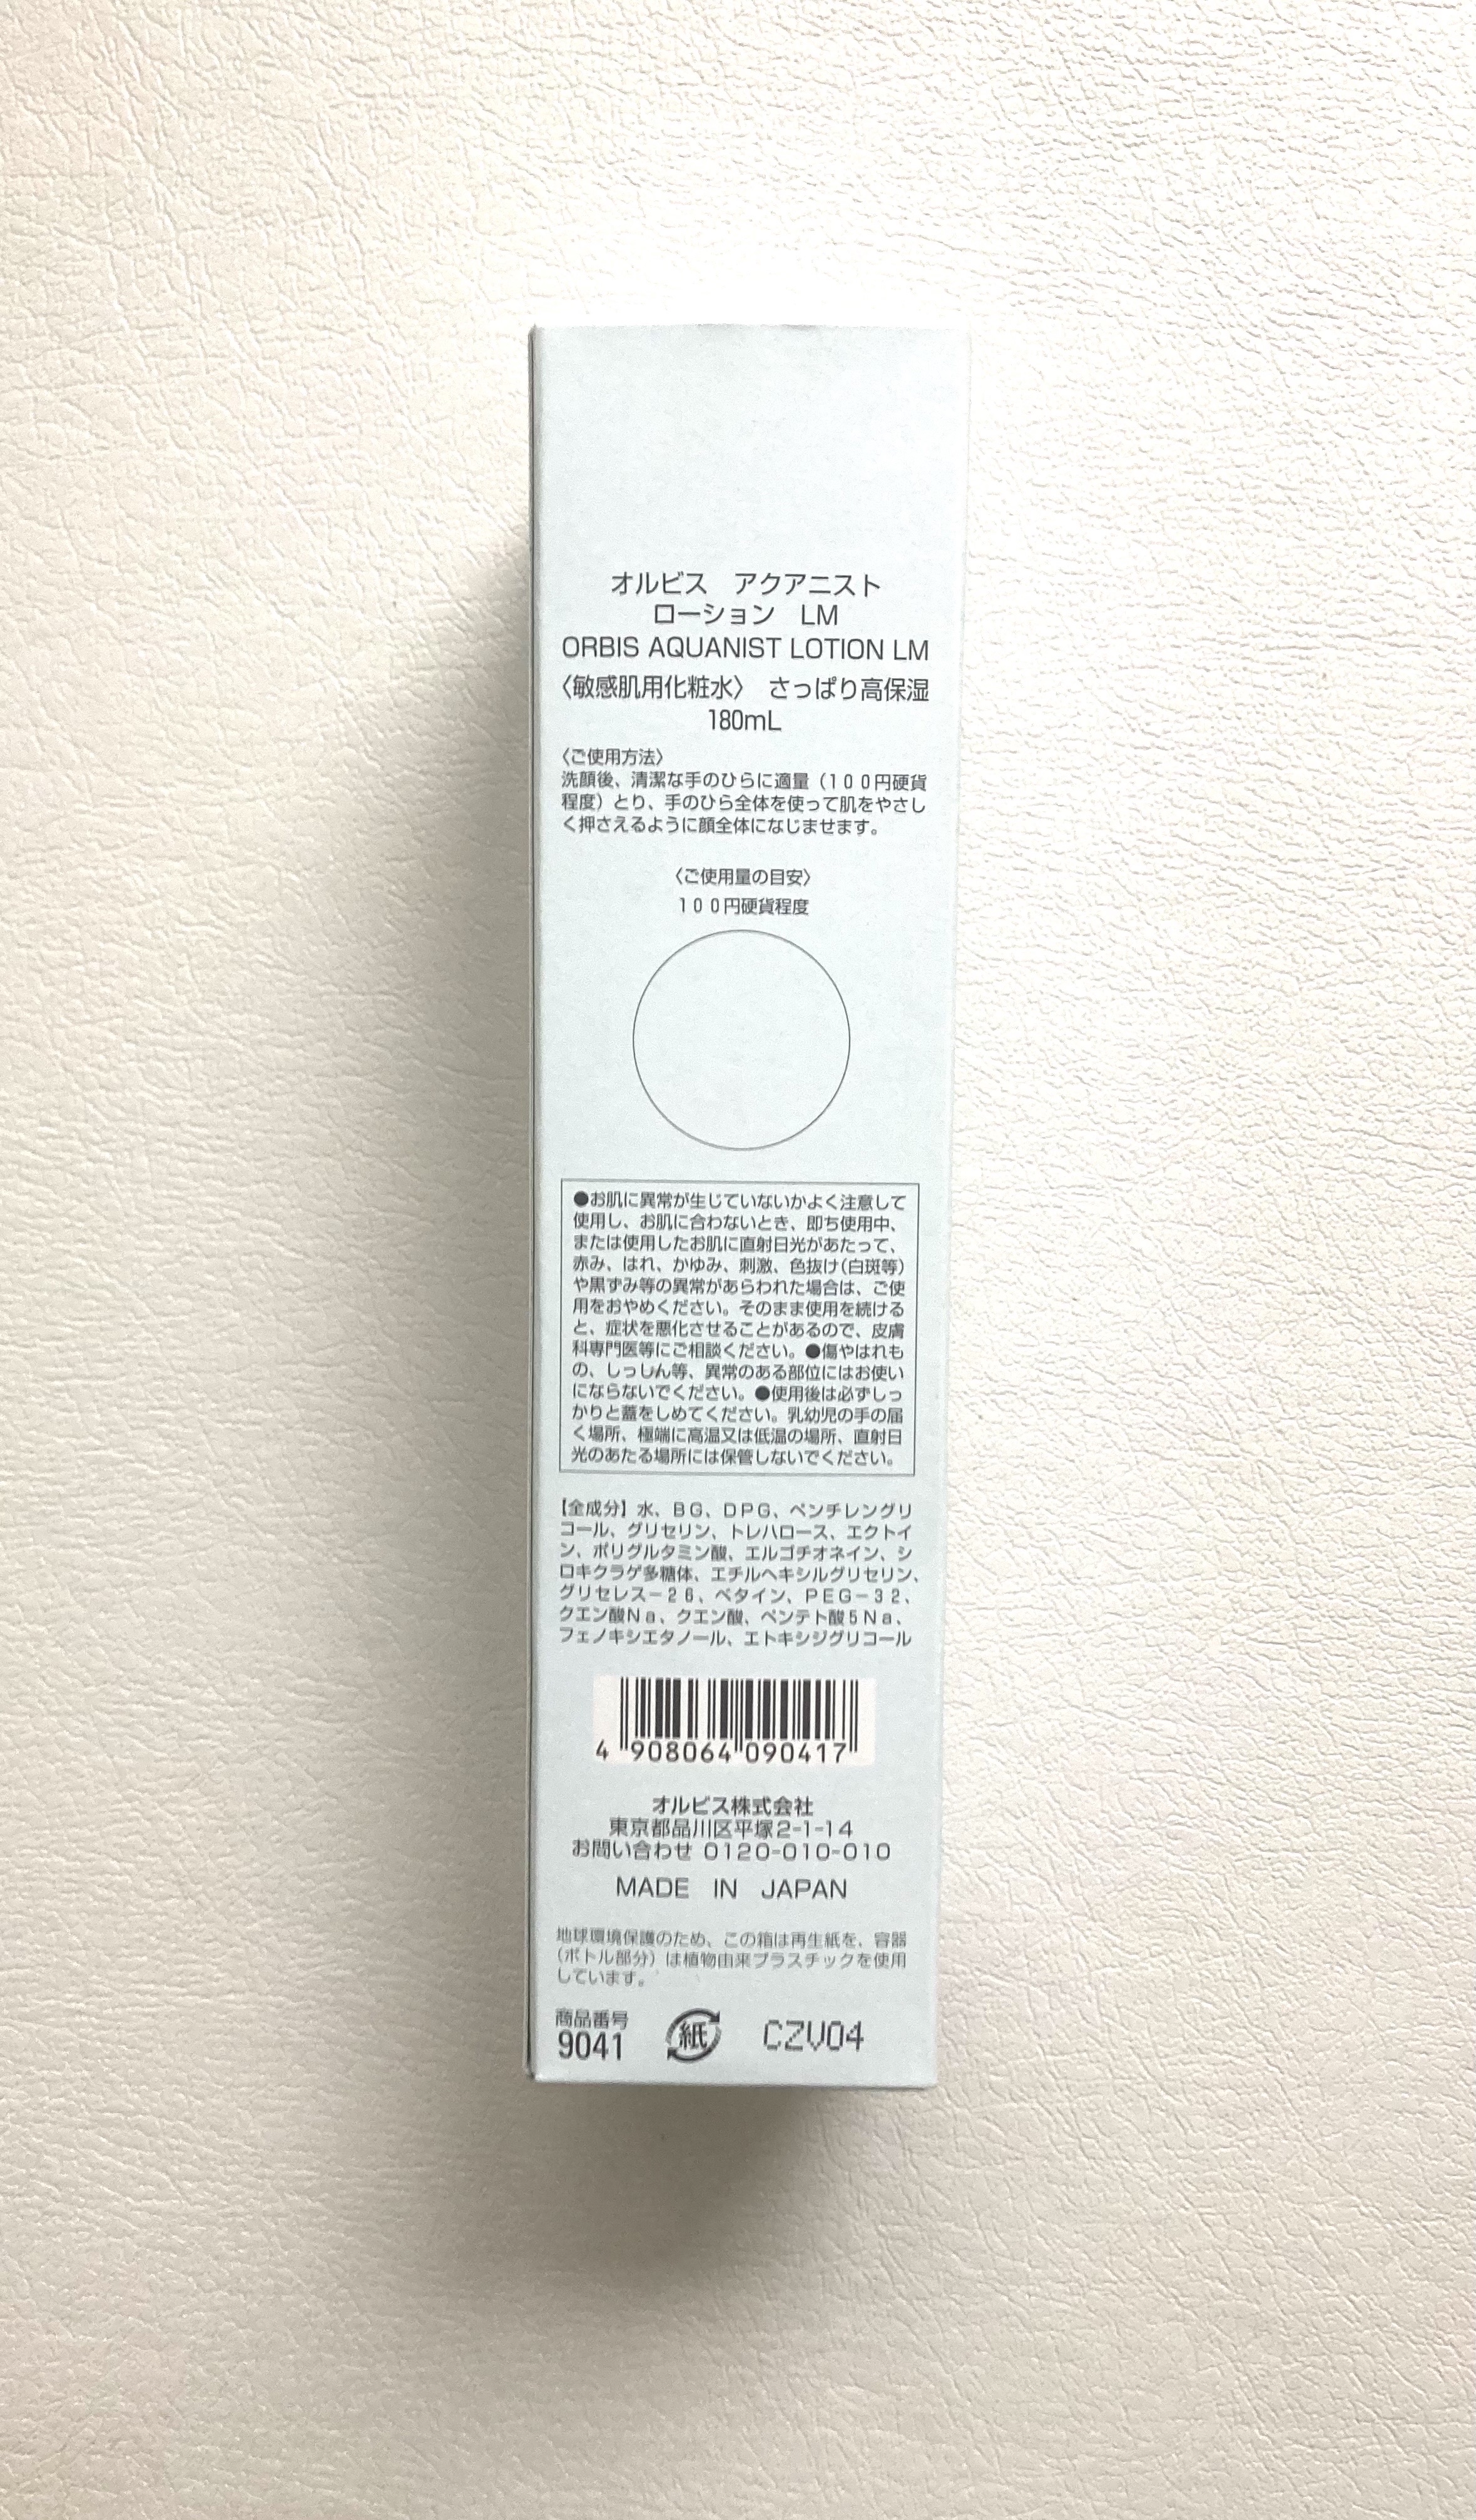 オルビス　アクアニスト
ローション　LM
ORBIS AQUANIST LOTION LM
〈敏感肌用化粧水〉　さっぱり高保湿
180mL
〈ご使用方法〉
洗顔後、清潔な手のひらに適量（１００円硬貨
程度）とり、手のひら全体を使って肌をやさし
く押さえるように顔全体になじませます。
〈ご使用量の目安〉
１００円硬貨程度
●お肌に異常が生じていないかよく注意して
使用し、お肌に合わないとき、即ち使用中、
または使用したお肌に直射日光があたって、
赤み、はれ、かゆみ、刺激、色抜け（白斑等）
や黒ずみ等の異常があらわれた場合は、ご使
用をおやめください。そのまま使用を続ける
と、症状を悪化させることがあるので、皮膚
科専門医等にご相談ください。●傷やはれも
の、しっしん等、異常のある部位にはお使い
にならないでください。●使用後は必ずしっ
かりと蓋をしめてください。乳幼児の手の届
く場所、極端に高温又は低温の場所、直射日
光のあたる場所には保管しないでください。
【全成分】水、ＢＧ、ＤＰＧ、ペンチレングリ
コール、グリセリン、トレハロース、エクトイ
ン、ポリグルタミン酸、エルゴチオネイン、シ
ロキクラゲ多糖体、エチルヘキシルグリセリン、
グリセレス－２６、ベタイン、ＰＥＧ－３２、
クエン酸Ｎａ、クエン酸、ペンテト酸５Ｎａ、
フェノキシエタノール、エトキシジグリコール
4 908064 090417
オルビス株式会社
東京都品川区平塚2-1-14
お問い合わせ 0120-010-010
MADE IN JAPAN
地球環境保護のため、この箱は再生紙を、容器
（ボトル部分）は植物由来プラスチックを使用
しています。
商品番号
9041
紙
CZV04